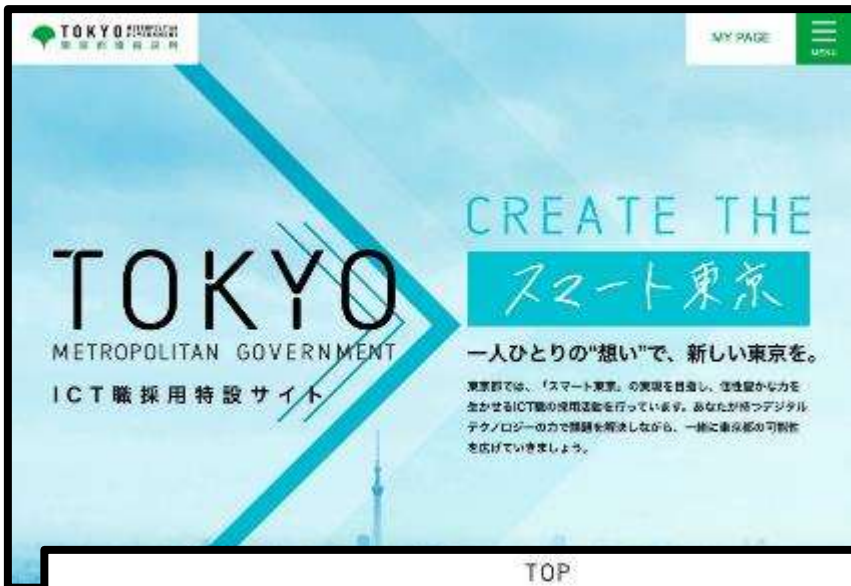 TOKYO METROPOLITAN GOVERNMENT
MY PAGE
MENU
TOKYO
METROPOLITAN GOVERNMENT
ICT職採用特設サイト
CREATE THE
スマート東京
一人ひとりの“想い”で、新しい東京を。
東京都では、「スマート東京」の実現を目指し、個性豊かな力を
生かせるICT職の採用活動を行っています。あなたが持つデジタル
テクノロジーの力で課題を解決しながら、一緒に東京都の可能性
を広げていきましょう。
TOP